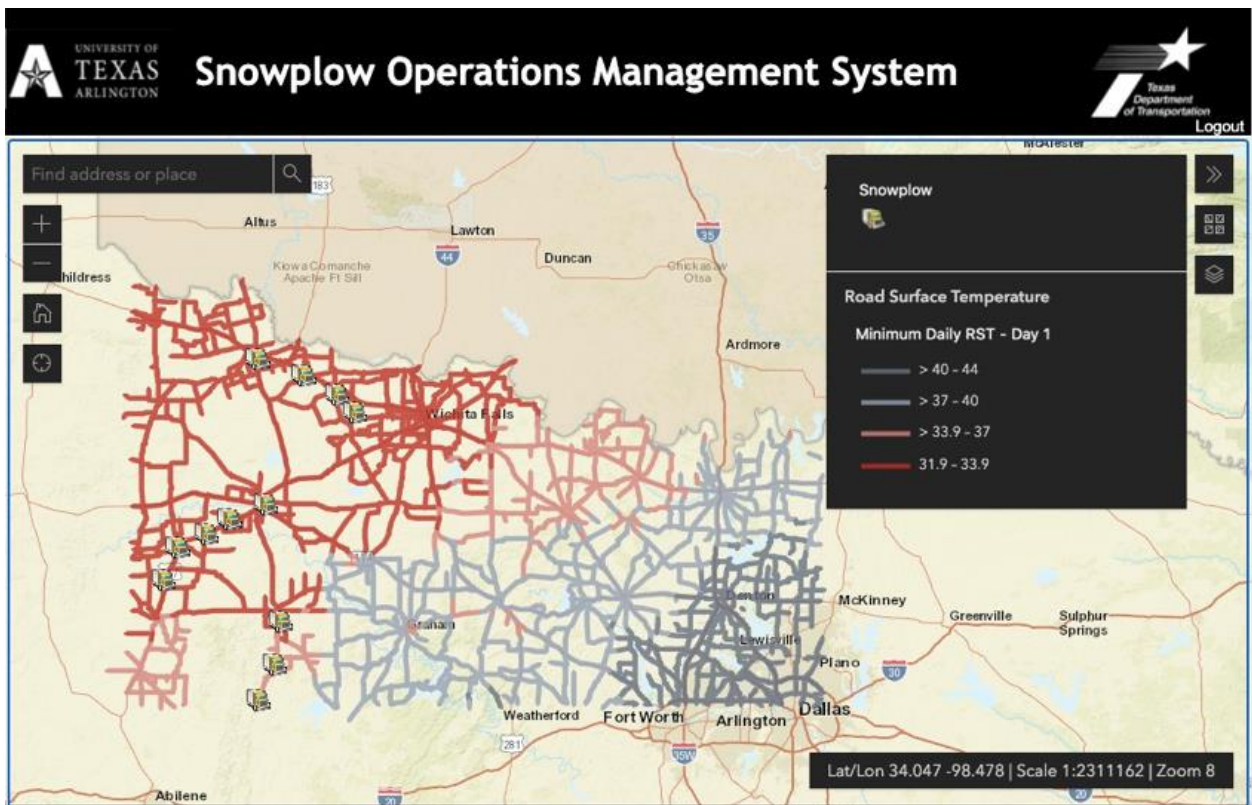 UNIVERSITY OF
TEXAS
ARLINGTON
Snowplow Operations Management System
Texas
Department
of Transportation
Logout
McAlester
Find address or place
183
Altus
Lawton
44
35
Duncan
Kiowa Comanche
Apache Ft Sill
Chickasaw
Otsa
hildress
Ardmore
Wichita Falls
Snowplow
Road Surface Temperature
Minimum Daily RST - Day 1
> 40 - 44
> 37 - 40
> 33.9 - 37
31.9 - 33.9
Denton
McKinney
Greenville
Sulphur
Springs
Graham
Lewisville
Plano
30
Weatherford
Fort Worth
Arlington
Dallas
281
35W
Abilene
20
20
Lat/Lon 34.047 -98.478 | Scale 1:2311162 | Zoom 8